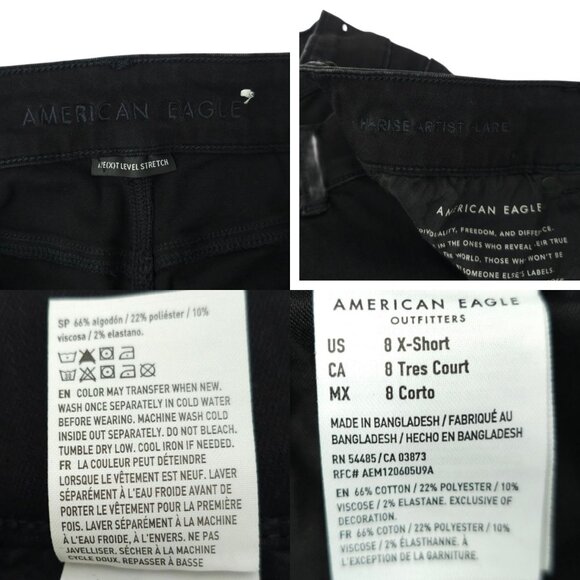 AMERICAN EAGLE
NE(X)T LEVEL STRETCH
ARTIST
AMERICAN EAGLE
FREEDOM, AND
IN THE ONES WHO REVEAL
WORLD, THOSE WHO WON'T BE
SOMEONE ELSE'S LABELS
SP 66% algodón / 22% poliéster / 10%
viscosa / 2% elastano.
EN COLOR MAY TRANSFER WHEN NEW.
WASH ONCE SEPARATELY IN COLD WATER
BEFORE WEARING. MACHINE WASH COLD
INSIDE OUT SEPARATELY. DO NOT BLEACH.
TUMBLE DRY LOW. COOL IRON IF NEEDED.
FR LA COULEUR PEUT DÉTEINDRE
LORSQUE LE VÊTEMENT EST NEUF. LAVER
SÉPARÉMENT À L'EAU FROIDE AVANT DE
PORTER LE VÊTEMENT POUR LA PREMIÈRE
FOIS. LAVER SÉPARÉMENT À LA MACHINE
À L'EAU FROIDE, À L'ENVERS. NE PAS
JAVELLISER. SÉCHER À LA MACHINE
CYCLE DOUX. REPASSER À BASSE
AMERICAN EAGLE
OUTFITTERS
US 8 X-Short
CA 8 Tres Court
MX 8 Corto
MADE IN BANGLADESH / FABRIQUÉ AU
BANGLADESH / HECHO EN BANGLADESH
RN 54485 / CA 03873
RFC# AEM120605U9A
EN 66% COTTON / 22% POLYESTER / 10%
VISCOSE / 2% ELASTANE. EXCLUSIVE OF
DECORATION.
FR 66% COTON / 22% POLYESTER / 10%
VISCOSE / 2% ÉLASTHANNE. À
L'EXCEPTION DE LA GARNITURE.